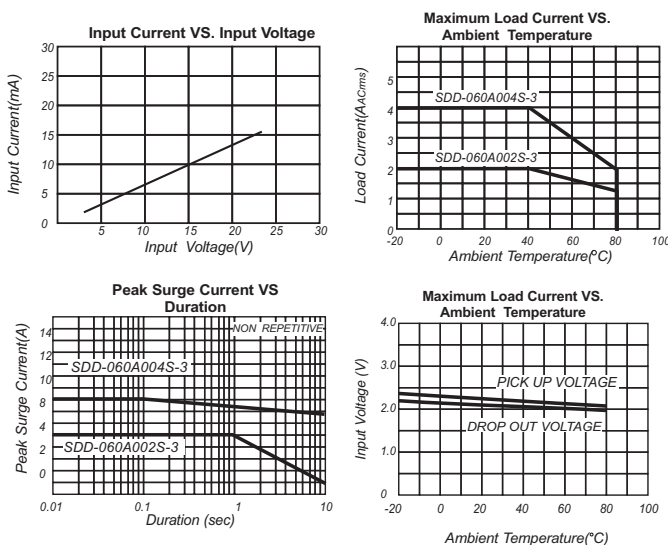 Input Current VS. Input Voltage
Input Current(mA)
30
25
20
15
10
5
0
5 10 15 20 25 30
Input Voltage(V)
Maximum Load Current VS.
Ambient Temperature
Load Current(AACrms)
5
4
3
2
1
0
SDD-060A004S-3
SDD-060A002S-3
-20 0 20 40 60 80 100
Ambient Temperature(°C)
Peak Surge Current VS
Duration
Peak Surge Current(A)
14
12
10
8
4
2
0
NON REPETITIVE
SDD-060A004S-3
SDD-060A002S-3
0.01 0.1 1 10
Duration (sec)
Maximum Load Current VS.
Ambient Temperature
Input Voltage (V)
4.0
3.0
2.0
1.0
0
PICK UP VOLTAGE
DROP OUT VOLTAGE
-20 0 20 40 60 80 100
Ambient Temperature(°C)